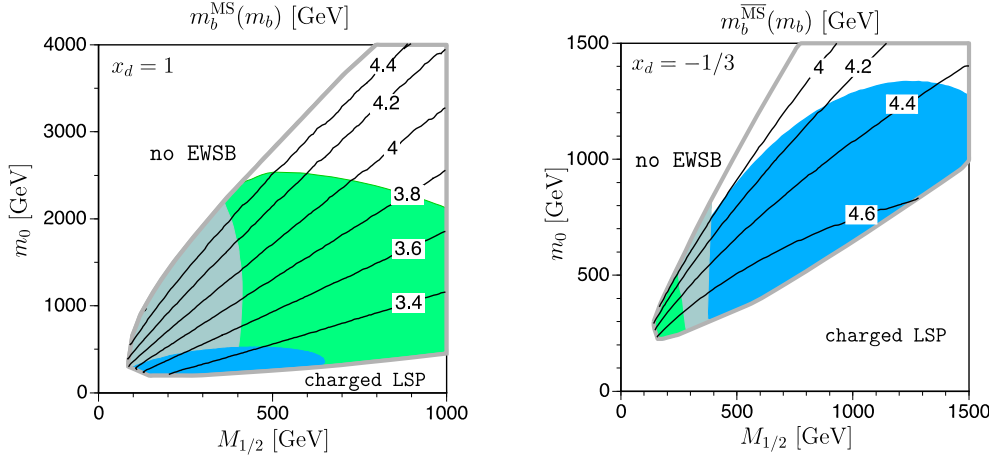 m_b^MS(m_b) [GeV]
x_d = 1
4000
3000
2000
1000
0
m_0 [GeV]
no EWSB
4.4
4.2
4
3.8
3.6
3.4
charged LSP
0
500
1000
M_{1/2} [GeV]
m_b^{\overline{MS}}(m_b) [GeV]
x_d = −1/3
1500
1000
500
0
m_0 [GeV]
no EWSB
4
4.2
4.4
4.6
charged LSP
0
500
1000
1500
M_{1/2} [GeV]